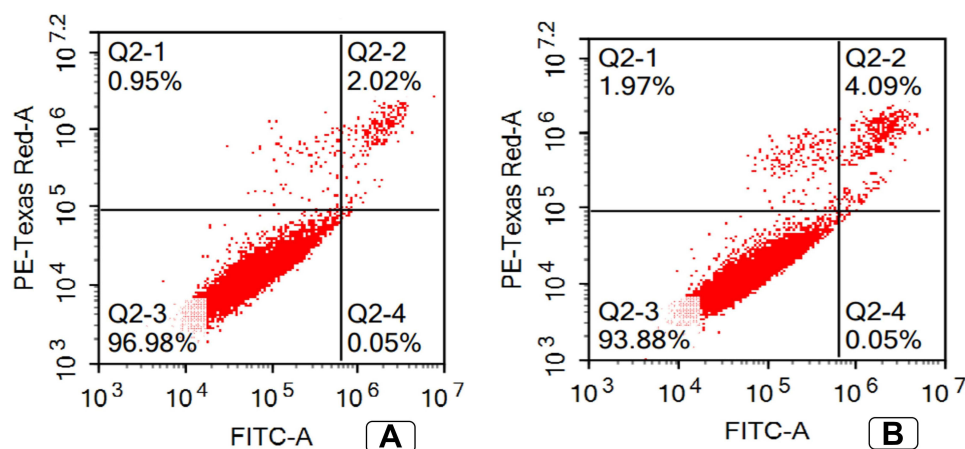 PE-Texas Red-A
10^7.2
10^6
10^5
10^4
10^3
Q2-1
0.95%
Q2-2
2.02%
Q2-3
96.98%
Q2-4
0.05%
10^3 10^4 10^5 10^6 10^7
FITC-A
A
PE-Texas Red-A
10^7.2
10^6
10^5
10^4
10^3
Q2-1
1.97%
Q2-2
4.09%
Q2-3
93.88%
Q2-4
0.05%
10^3 10^4 10^5 10^6 10^7
FITC-A
B